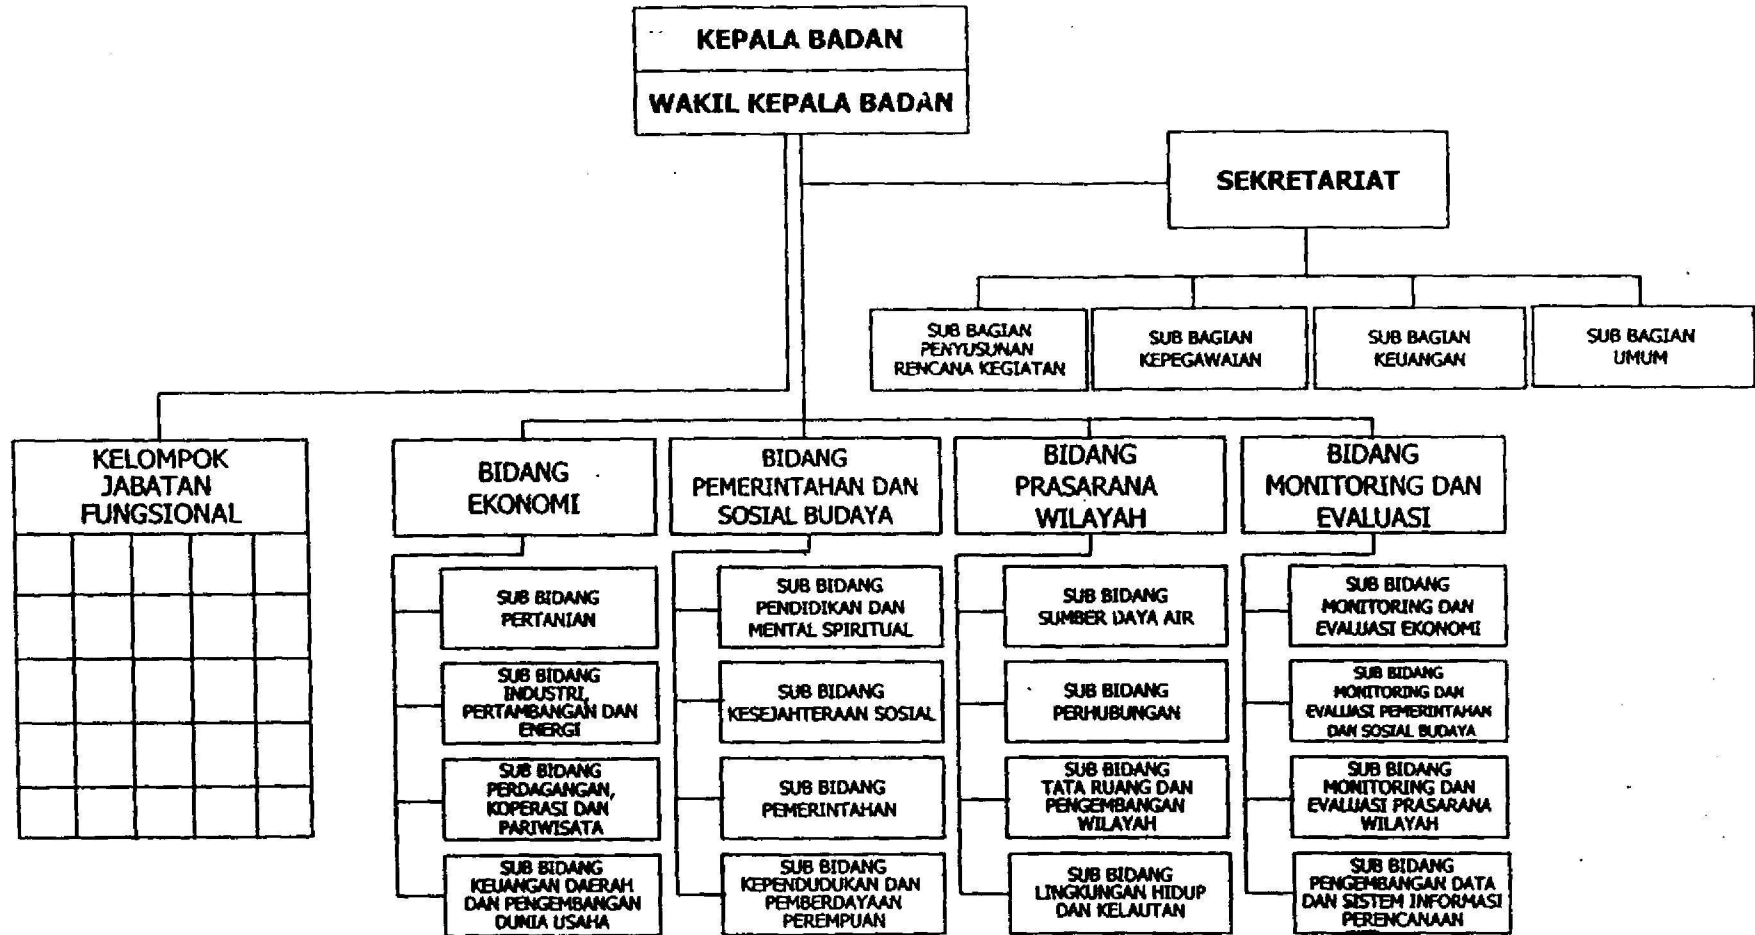 KEPALA BADAN
WAKIL KEPALA BADAN
SEKRETARIAT
SUB BAGIAN
PENYUSUNAN
RENCANA KEGIATAN
SUB BAGIAN
KEPEGAWAIAN
SUB BAGIAN
KEUANGAN
SUB BAGIAN
UMUM
KELOMPOK
JABATAN
FUNGSIONAL
BIDANG
EKONOMI
SUB BIDANG
PERTANIAN
SUB BIDANG
INDUSTRI,
PERTAMBANGAN DAN
ENERGI
SUB BIDANG
PERDAGANGAN,
KOPERASI DAN
PARIWISATA
SUB BIDANG
KEUANGAN DAERAH
DAN PENGEMBANGAN
DUNIA USAHA
BIDANG
PEMERINTAHAN DAN
SOSIAL BUDAYA
SUB BIDANG
PENDIDIKAN DAN
MENTAL SPIRITUAL
SUB BIDANG
KESEJAHTERAAN SOSIAL
SUB BIDANG
PEMERINTAHAN
SUB BIDANG
KEPENDUDUKAN DAN
PEMBERDAYAAN
PEREMPUAN
BIDANG
PRASARANA
WILAYAH
SUB BIDANG
SUMBER DAYA AIR
SUB BIDANG
PERHUBUNGAN
SUB BIDANG
TATA RUANG DAN
PENGEMBANGAN
WILAYAH
SUB BIDANG
LINGKUNGAN HIDUP
DAN KELAUTAN
BIDANG
MONITORING DAN
EVALUASI
SUB BIDANG
MONITORING DAN
EVALUASI EKONOMI
SUB BIDANG
MONITORING DAN
EVALUASI PEMERINTAHAN
DAN SOSIAL BUDAYA
SUB BIDANG
MONITORING DAN
EVALUASI PRASARANA
WILAYAH
SUB BIDANG
PENGEMBANGAN DATA
DAN SISTEM INFORMASI
PERENCANAAN